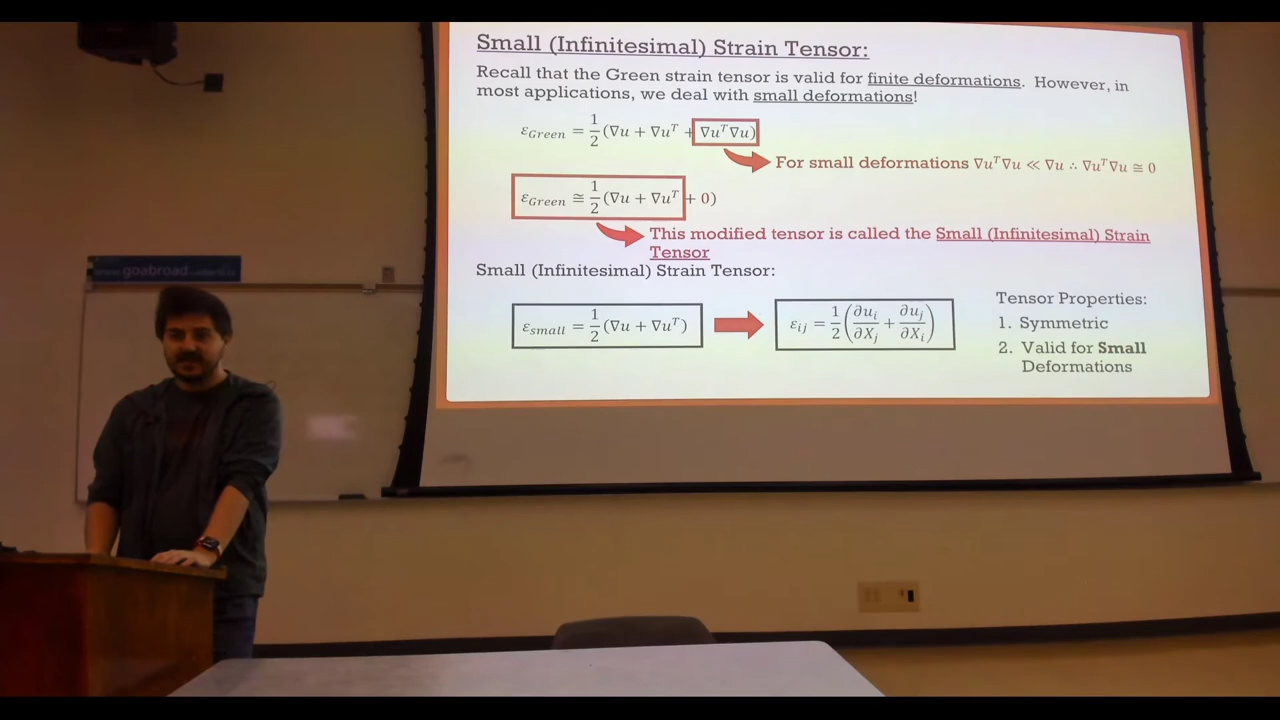 Small (Infinitesimal) Strain Tensor:
Recall that the Green strain tensor is valid for finite deformations. However, in
most applications, we deal with small deformations!
ε_Green = 1/2 (∇u + ∇u^T + ∇u^T∇u)
For small deformations ∇u^T∇u ≪ ∇u ∴ ∇u^T∇u ≅ 0
ε_Green ≅ 1/2 (∇u + ∇u^T + 0)
This modified tensor is called the Small (Infinitesimal) Strain
Tensor
Small (Infinitesimal) Strain Tensor:
ε_small = 1/2 (∇u + ∇u^T)
ε_ij = 1/2 (∂u_i/∂X_j + ∂u_j/∂X_i)
Tensor Properties:
1. Symmetric
2. Valid for Small
Deformations
www.goabroad